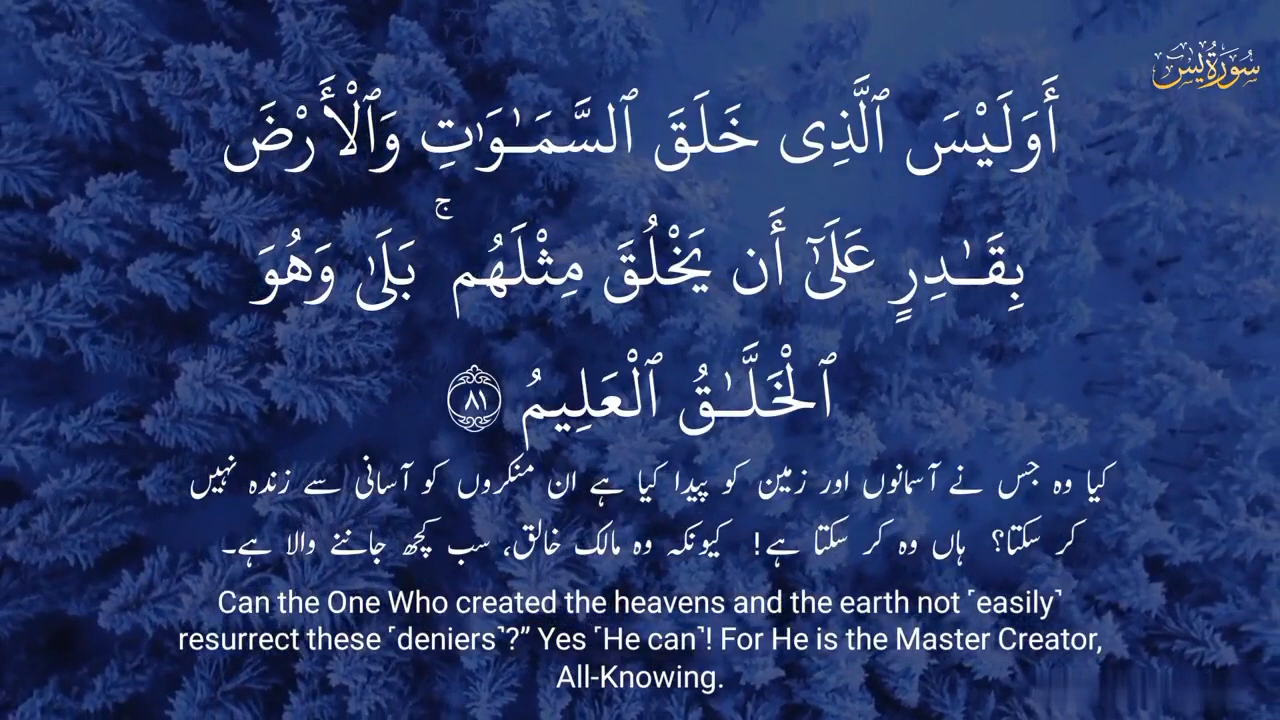 سُورَةُ يس
أَوَلَيْسَ ٱلَّذِى خَلَقَ ٱلسَّمَـٰوَٰتِ وَٱلْأَرْضَ
بِقَـٰدِرٍ عَلَىٰٓ أَن يَخْلُقَ مِثْلَهُم ۚ بَلَىٰ وَهُوَ
ٱلْخَلَّـٰقُ ٱلْعَلِيمُ ٨١
کیا وہ جس نے آسمانوں اور زمین کو پیدا کیا ہے ان منکروں کو آسانی سے زندہ نہیں
کر سکتا؟ ہاں وہ کر سکتا ہے! کیونکہ وہ مالک خالق، سب کچھ جاننے والا ہے۔
Can the One Who created the heavens and the earth not ˹easily˺
resurrect these ˹deniers˺?” Yes ˹He can˺! For He is the Master Creator,
All-Knowing.